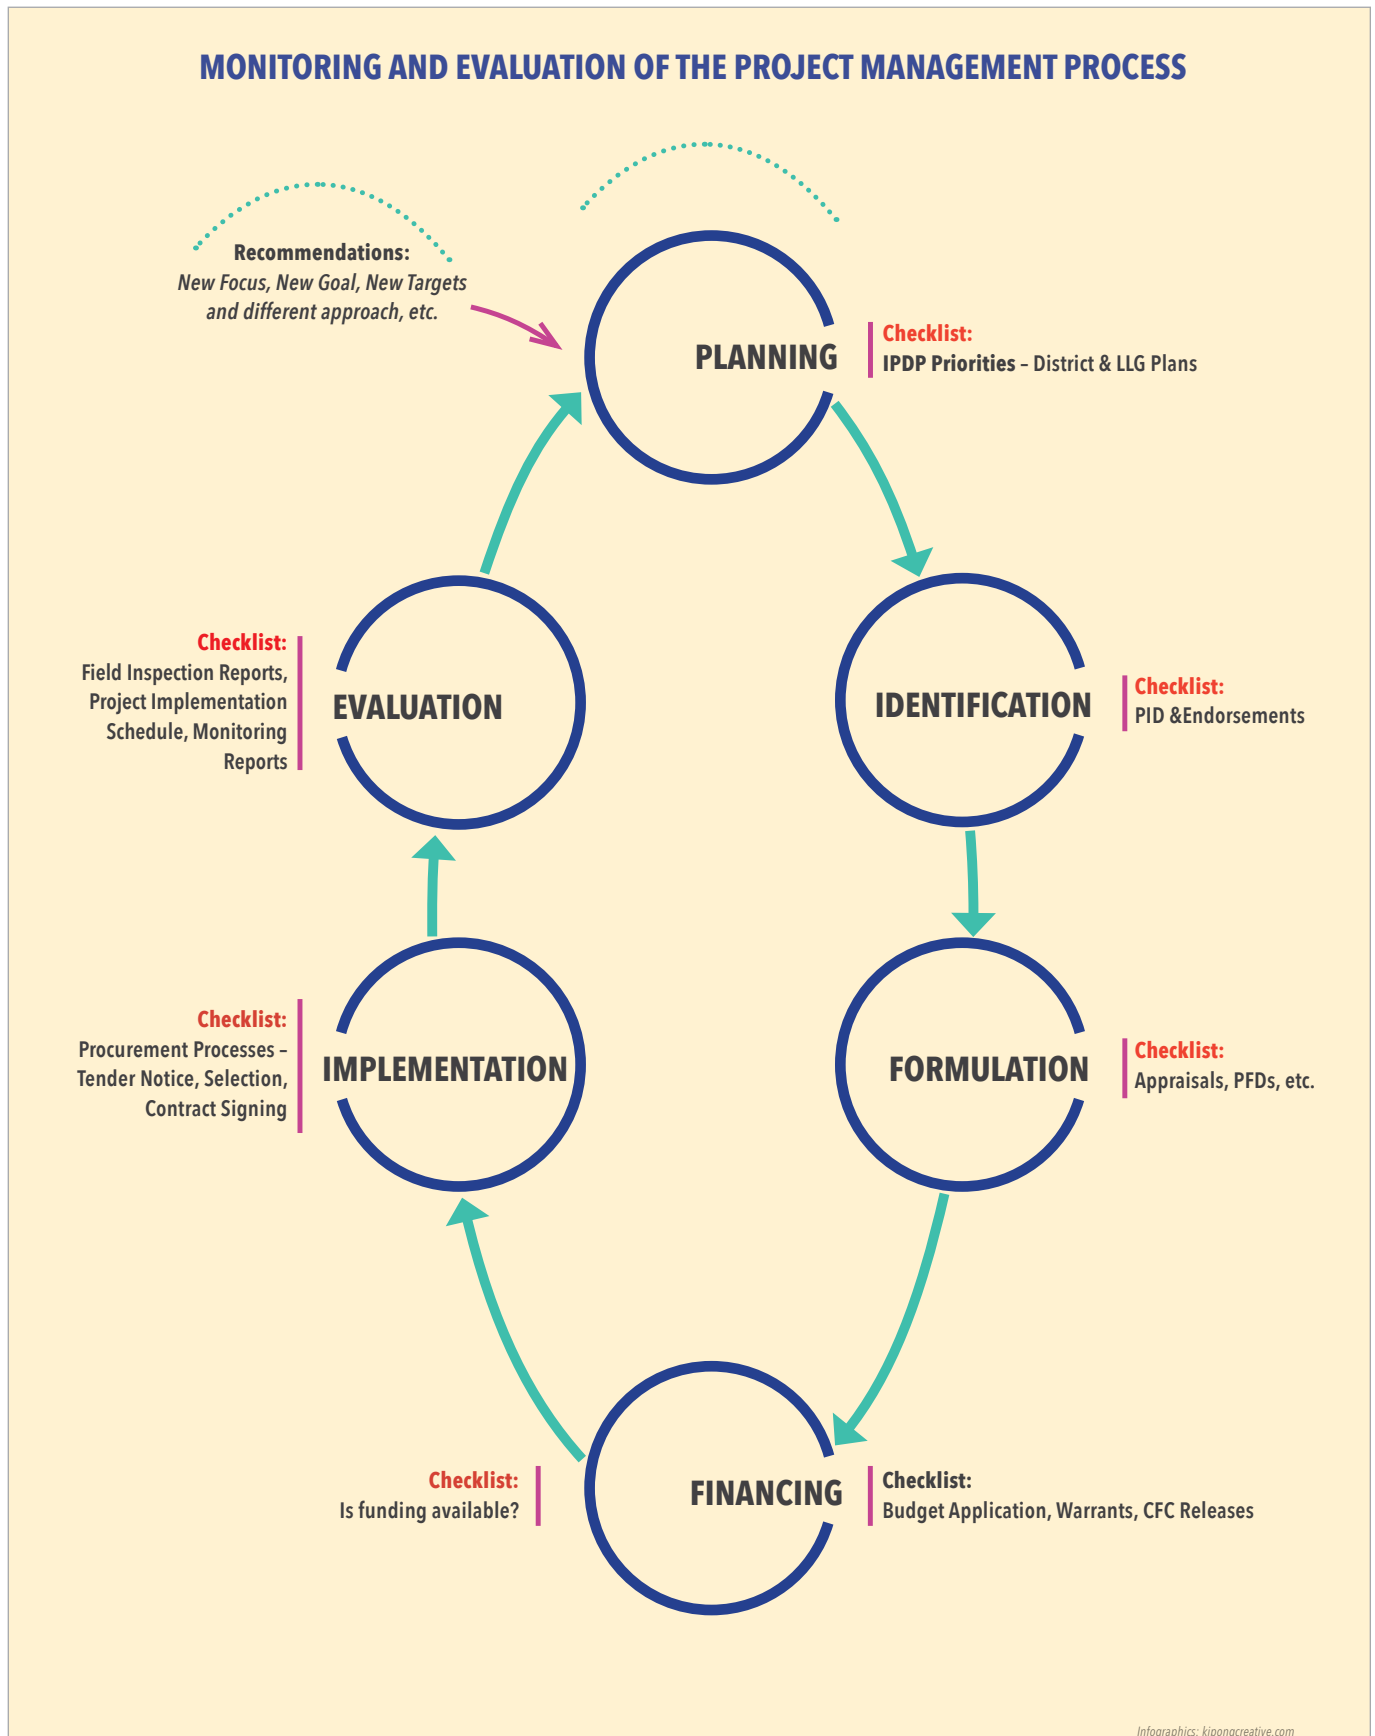 MONITORING AND EVALUATION OF THE PROJECT MANAGEMENT PROCESS
Recommendations:
New Focus, New Goal, New Targets
and different approach, etc.
PLANNING
Checklist:
IPDP Priorities – District & LLG Plans
IDENTIFICATION
Checklist:
PID &Endorsements
FORMULATION
Checklist:
Appraisals, PFDs, etc.
FINANCING
Checklist:
Budget Application, Warrants, CFC Releases
Checklist:
Is funding available?
IMPLEMENTATION
Checklist:
Procurement Processes –
Tender Notice, Selection,
Contract Signing
EVALUATION
Checklist:
Field Inspection Reports,
Project Implementation
Schedule, Monitoring
Reports
Infographics: kipongcreative.com